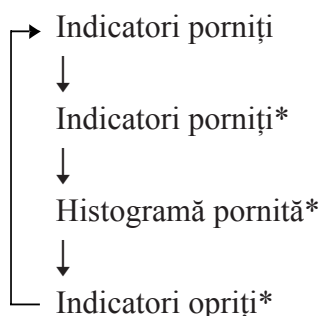 Indicatori porniți
Indicatori porniți*
Histogramă pornită*
Indicatori opriți*